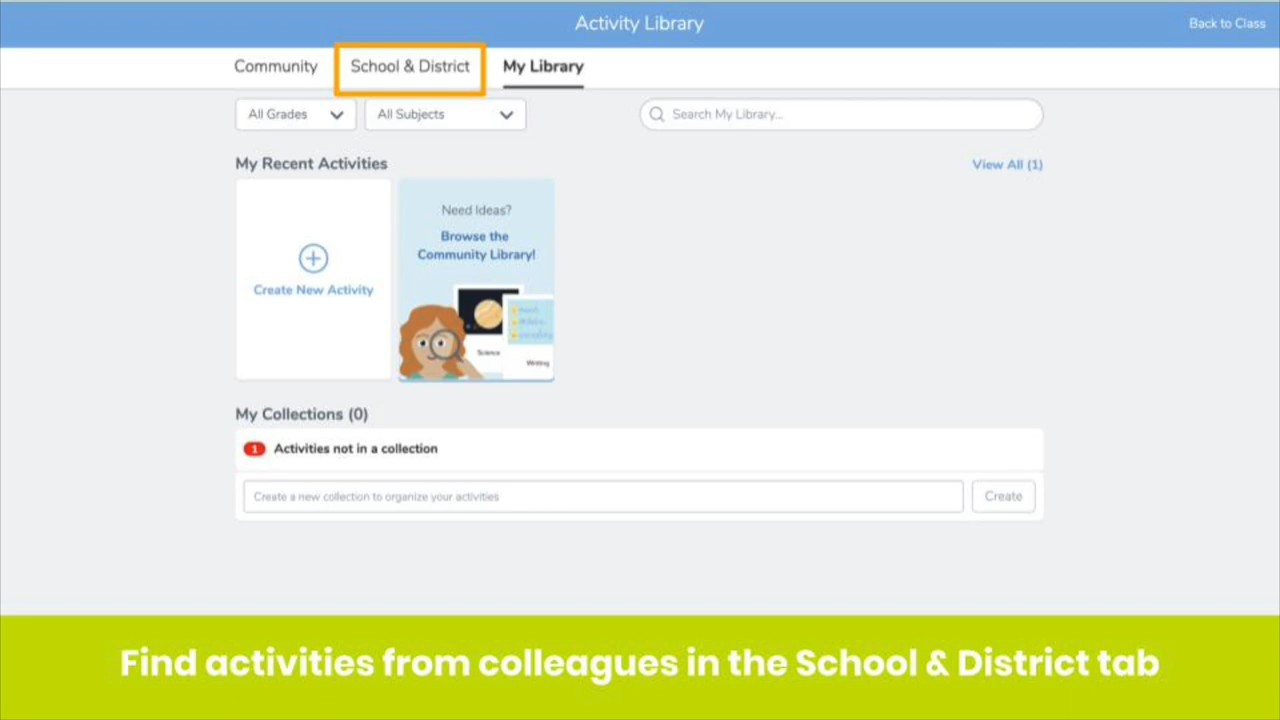 Activity Library
Back to Class
Community
School & District
My Library
All Grades
All Subjects
Search My Library...
My Recent Activities
View All (1)
Create New Activity
Need Ideas?
Browse the
Community Library!
Science
Writing
My Collections (0)
1 Activities not in a collection
Create a new collection to organize your activities
Create
Find activities from colleagues in the School & District tab